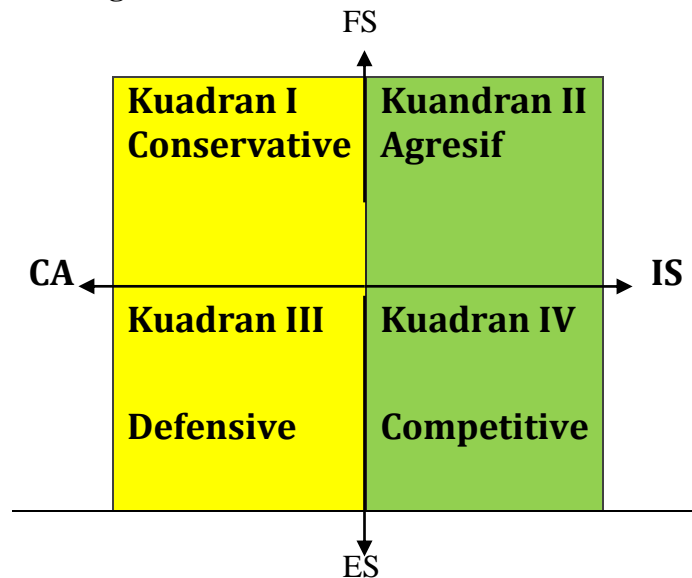 FS
Kuadran I
Conservative
Kuandran II
Agresif
CA
IS
Kuadran III
Defensive
Kuadran IV
Competitive
ES